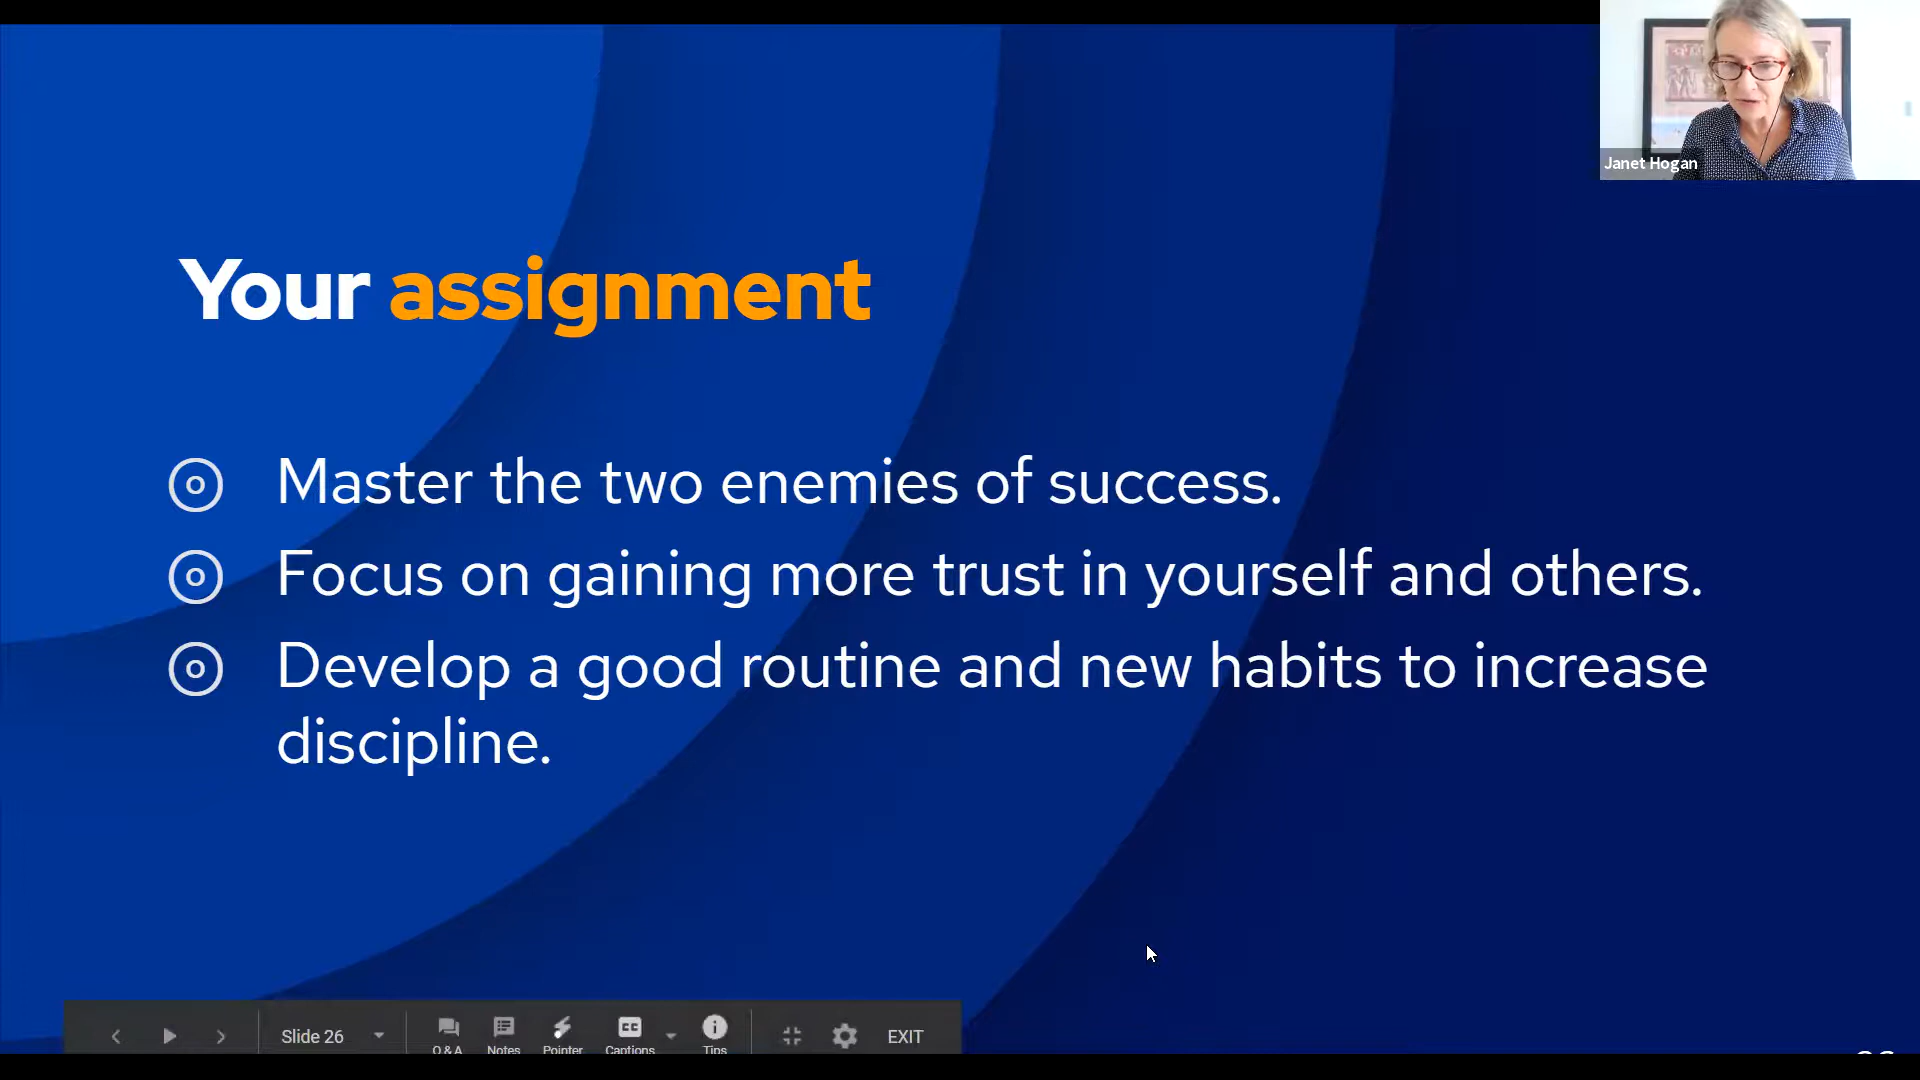 Janet Hogan
Your assignment
Master the two enemies of success.
Focus on gaining more trust in yourself and others.
Develop a good routine and new habits to increase
discipline.
Slide 26
Q & A
Notes
Pointer
Captions
Tips
EXIT